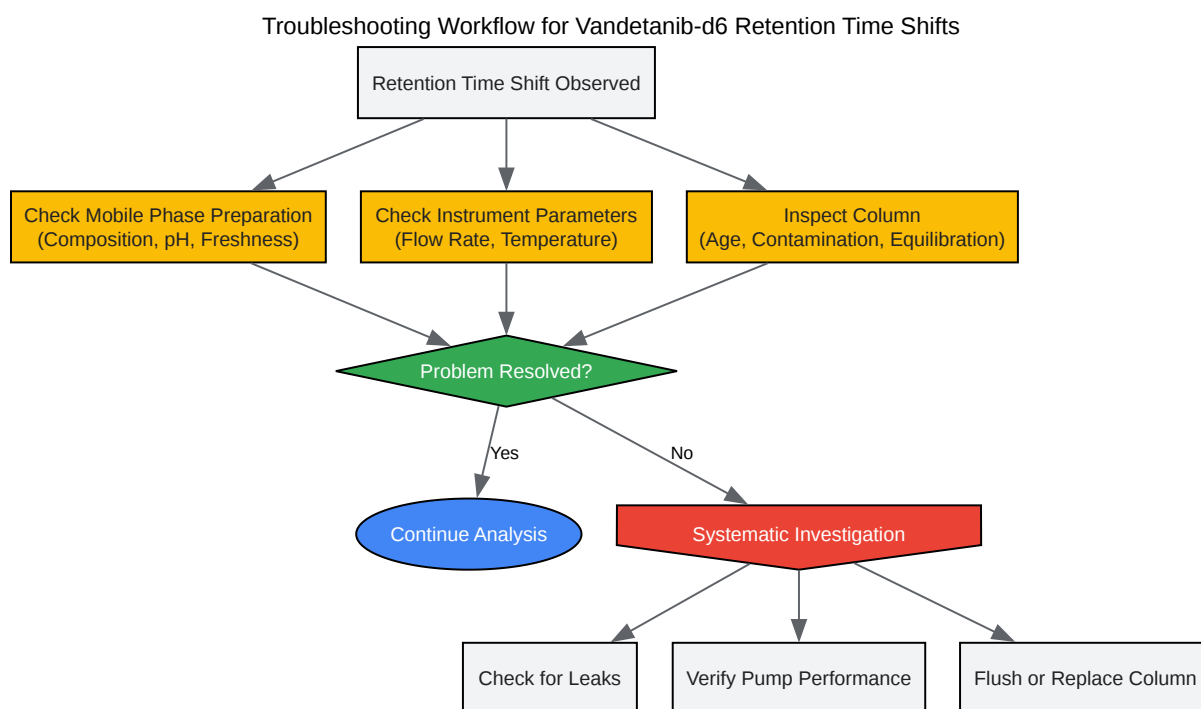 Troubleshooting Workflow for Vandetanib-d6 Retention Time Shifts
Retention Time Shift Observed
Check Mobile Phase Preparation
(Composition, pH, Freshness)
Check Instrument Parameters
(Flow Rate, Temperature)
Inspect Column
(Age, Contamination, Equilibration)
Problem Resolved?
Yes
No
Continue Analysis
Systematic Investigation
Check for Leaks
Verify Pump Performance
Flush or Replace Column